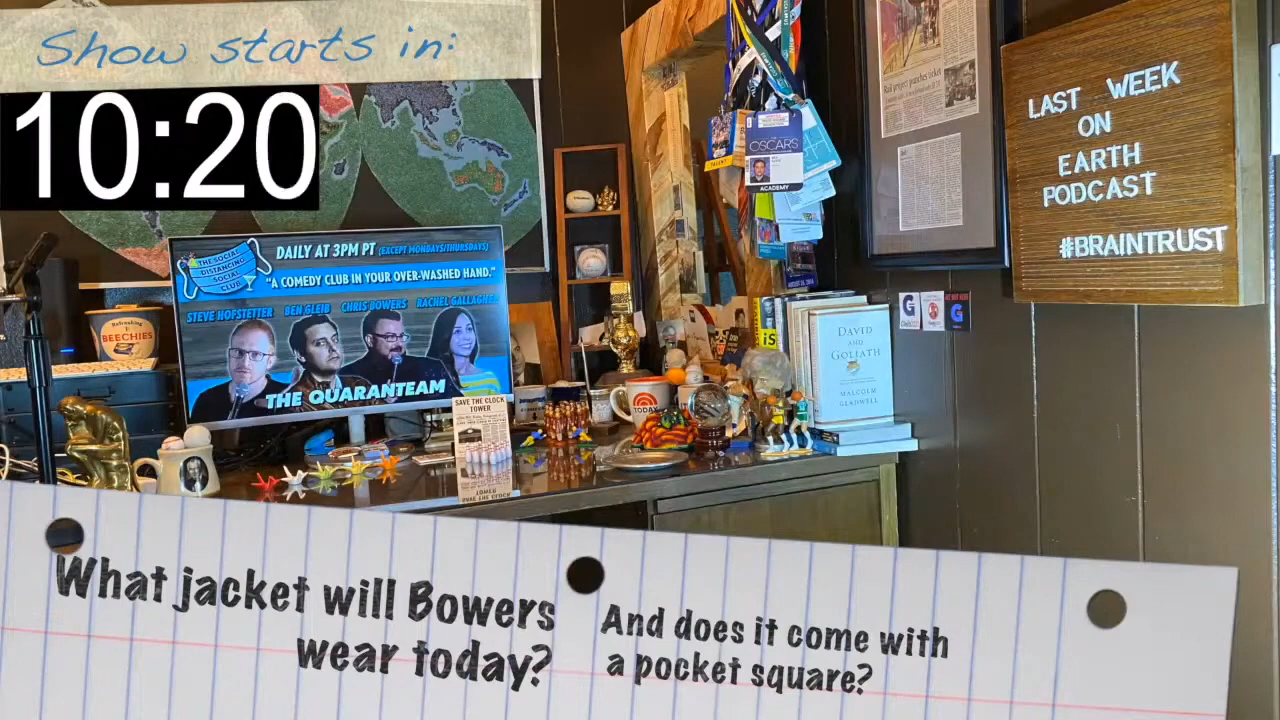 Show starts in:
10:20
DAILY AT 3PM PT (EXCEPT MONDAYS/THURSDAYS)
THE SOCIAL
DISTANCING
SOCIAL
CLUB
"A COMEDY CLUB IN YOUR OVER-WASHED HAND."
STEVE HOFSTETTER BEN GLEIB CHRIS BOWERS RACHEL GALLAGHER
THE QUARANTEAM
BEECHIES
SAVE THE CLOCK
TOWER
TODAY
OSCARS
ACADEMY
iS
DAVID
AND
GOLIATH
MALCOLM
GLADWELL
LAST WEEK
ON
EARTH
PODCAST
#BRAINTRUST
What jacket will Bowers
wear today?
And does it come with
a pocket square?